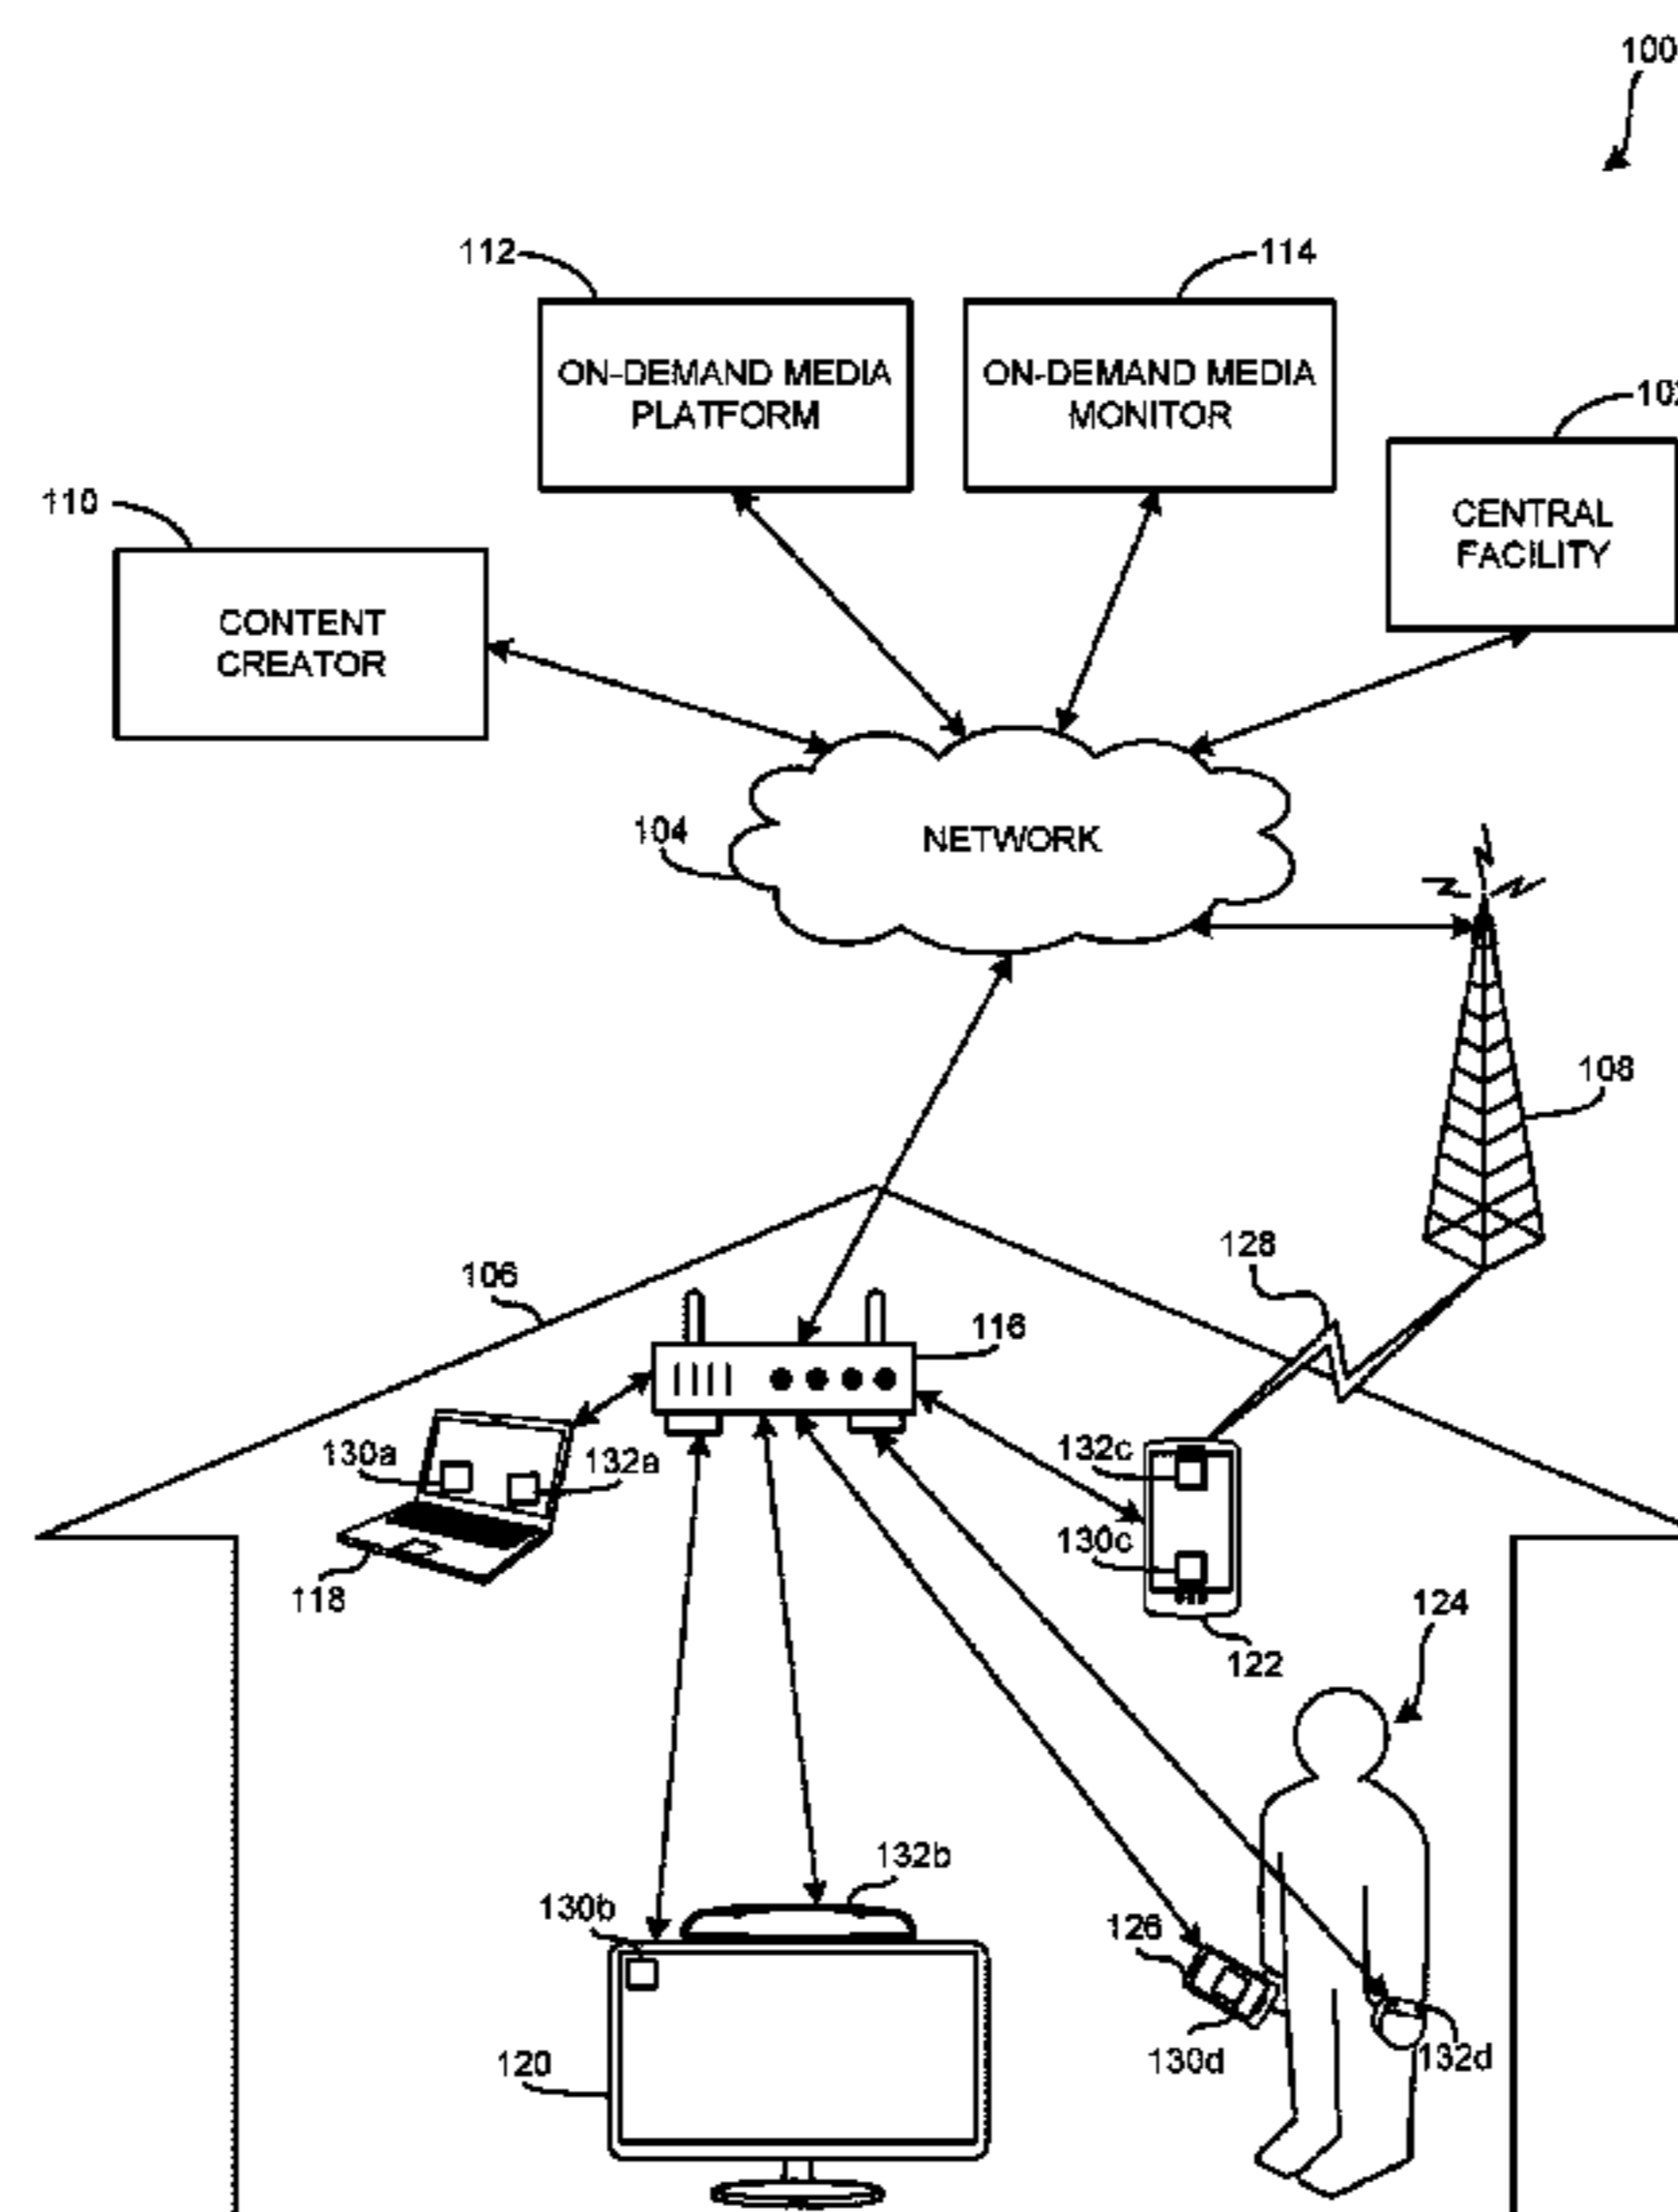 100
112
114
ON-DEMAND MEDIA
PLATFORM
ON-DEMAND MEDIA
MONITOR
110
CENTRAL
FACILITY
CONTENT
CREATOR
104
NETWORK
108
128
106
116
130a
132a
132c
130c
118
122
124
132b
130b
126
120
130d
132d